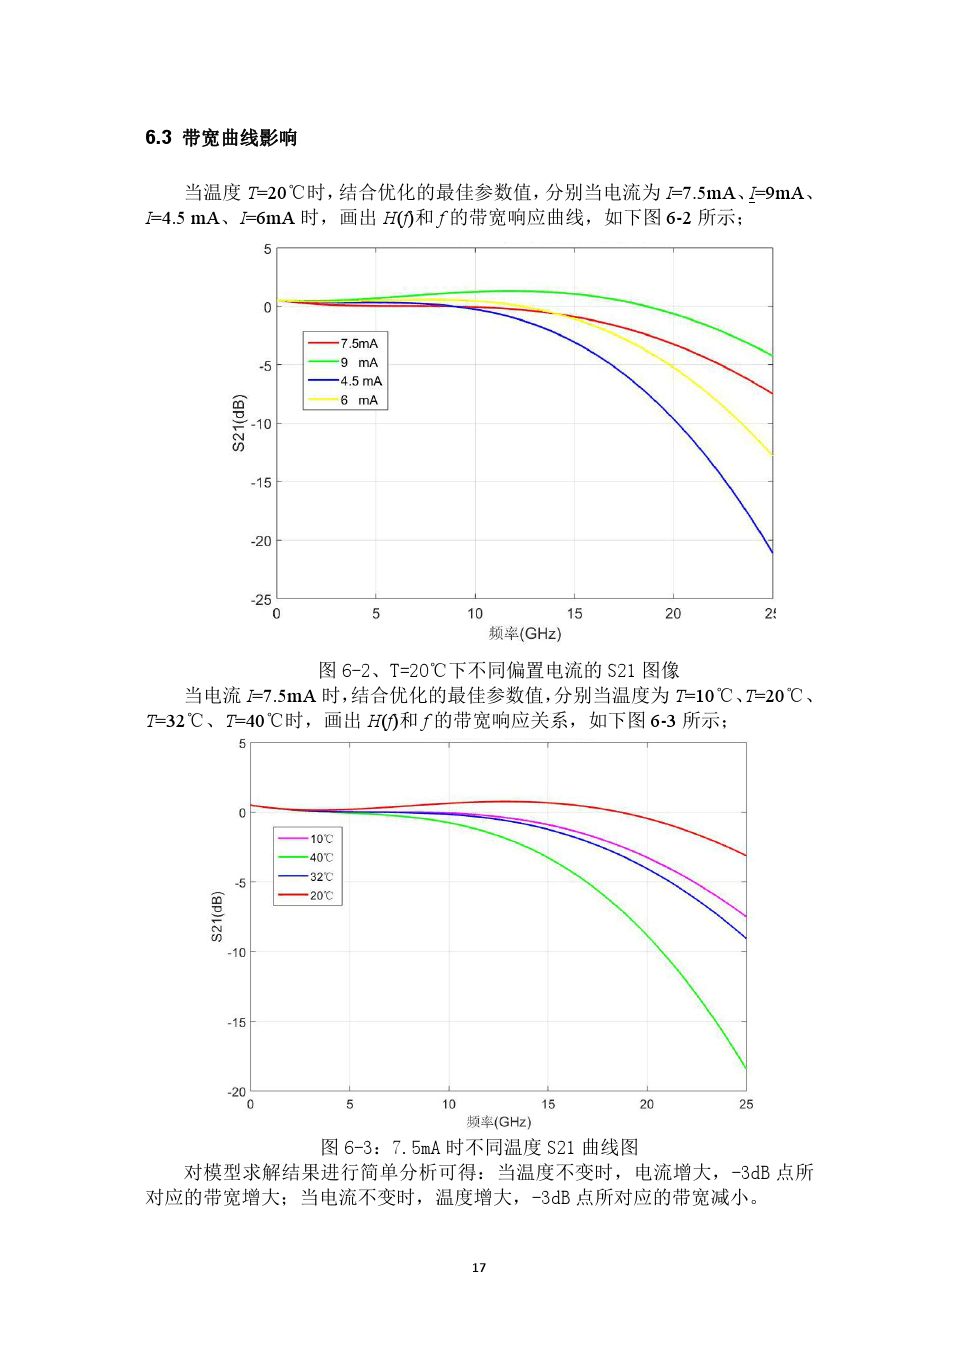 6.3 带宽曲线影响
当温度 T=20℃时，结合优化的最佳参数值，分别当电流为 I=7.5mA、I=9mA、
I=4.5 mA、I=6mA 时，画出 H(f)和 f 的带宽响应曲线，如下图 6-2 所示；
5
0
-5
-10
-15
-20
-25
S21(dB)
7.5mA
9 mA
4.5 mA
6 mA
0 5 10 15 20 25
频率(GHz)
图 6-2、T=20℃下不同偏置电流的 S21 图像
当电流 I=7.5mA 时，结合优化的最佳参数值，分别当温度为 T=10℃、T=20℃、
T=32℃、T=40℃时，画出 H(f)和 f 的带宽响应关系，如下图 6-3 所示；
5
0
-5
-10
-15
-20
S21(dB)
10℃
40℃
32℃
20℃
0 5 10 15 20 25
频率(GHz)
图 6-3：7.5mA 时不同温度 S21 曲线图
对模型求解结果进行简单分析可得：当温度不变时，电流增大，-3dB 点所
对应的带宽增大；当电流不变时，温度增大，-3dB 点所对应的带宽减小。
17